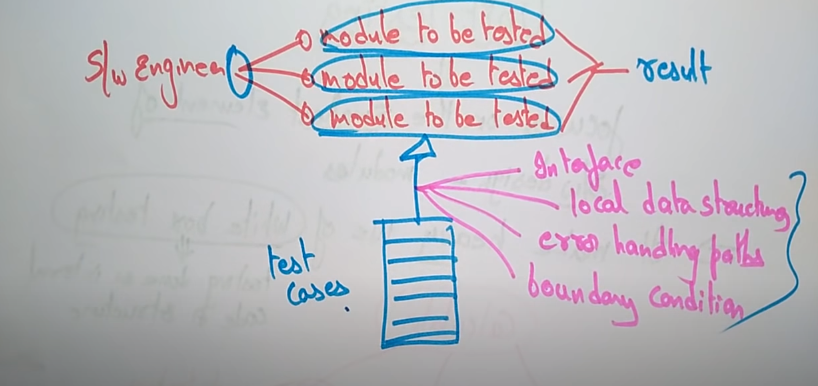 module to be tested
S/w Engineer module to be tested result
module to be tested
Interface
local data structures
error handling paths
boundary condition
test
cases.